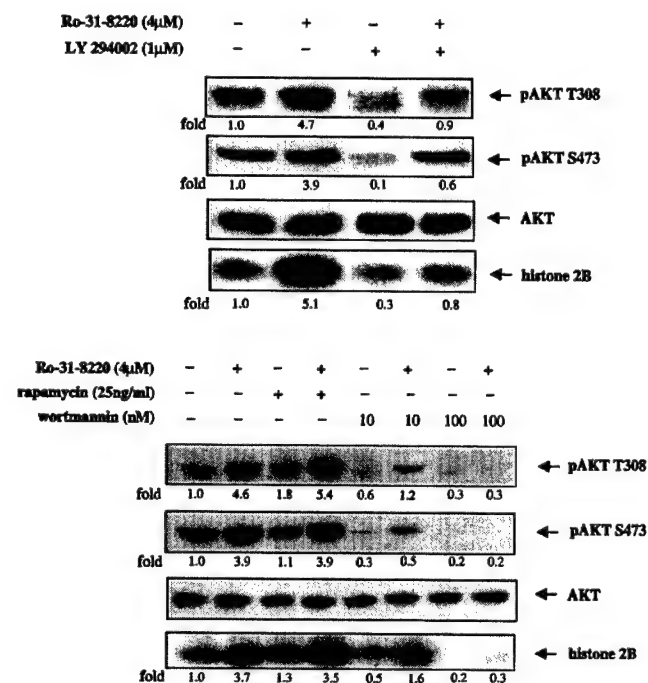 Ro-31-8220 (4μM) - + - +
LY 294002 (1μM) - - + +
pAKT T308
fold 1.0 4.7 0.4 0.9
pAKT S473
fold 1.0 3.9 0.1 0.6
AKT
histone 2B
fold 1.0 5.1 0.3 0.8
Ro-31-8220 (4μM) - + - + - + - +
rapamycin (25ng/ml) - - + + - - - -
wortmannin (nM) - - - - 10 10 100 100
pAKT T308
fold 1.0 4.6 1.8 5.4 0.6 1.2 0.3 0.3
pAKT S473
fold 1.0 3.9 1.1 3.9 0.3 0.5 0.2 0.2
AKT
histone 2B
fold 1.0 3.7 1.3 3.5 0.5 1.6 0.2 0.3